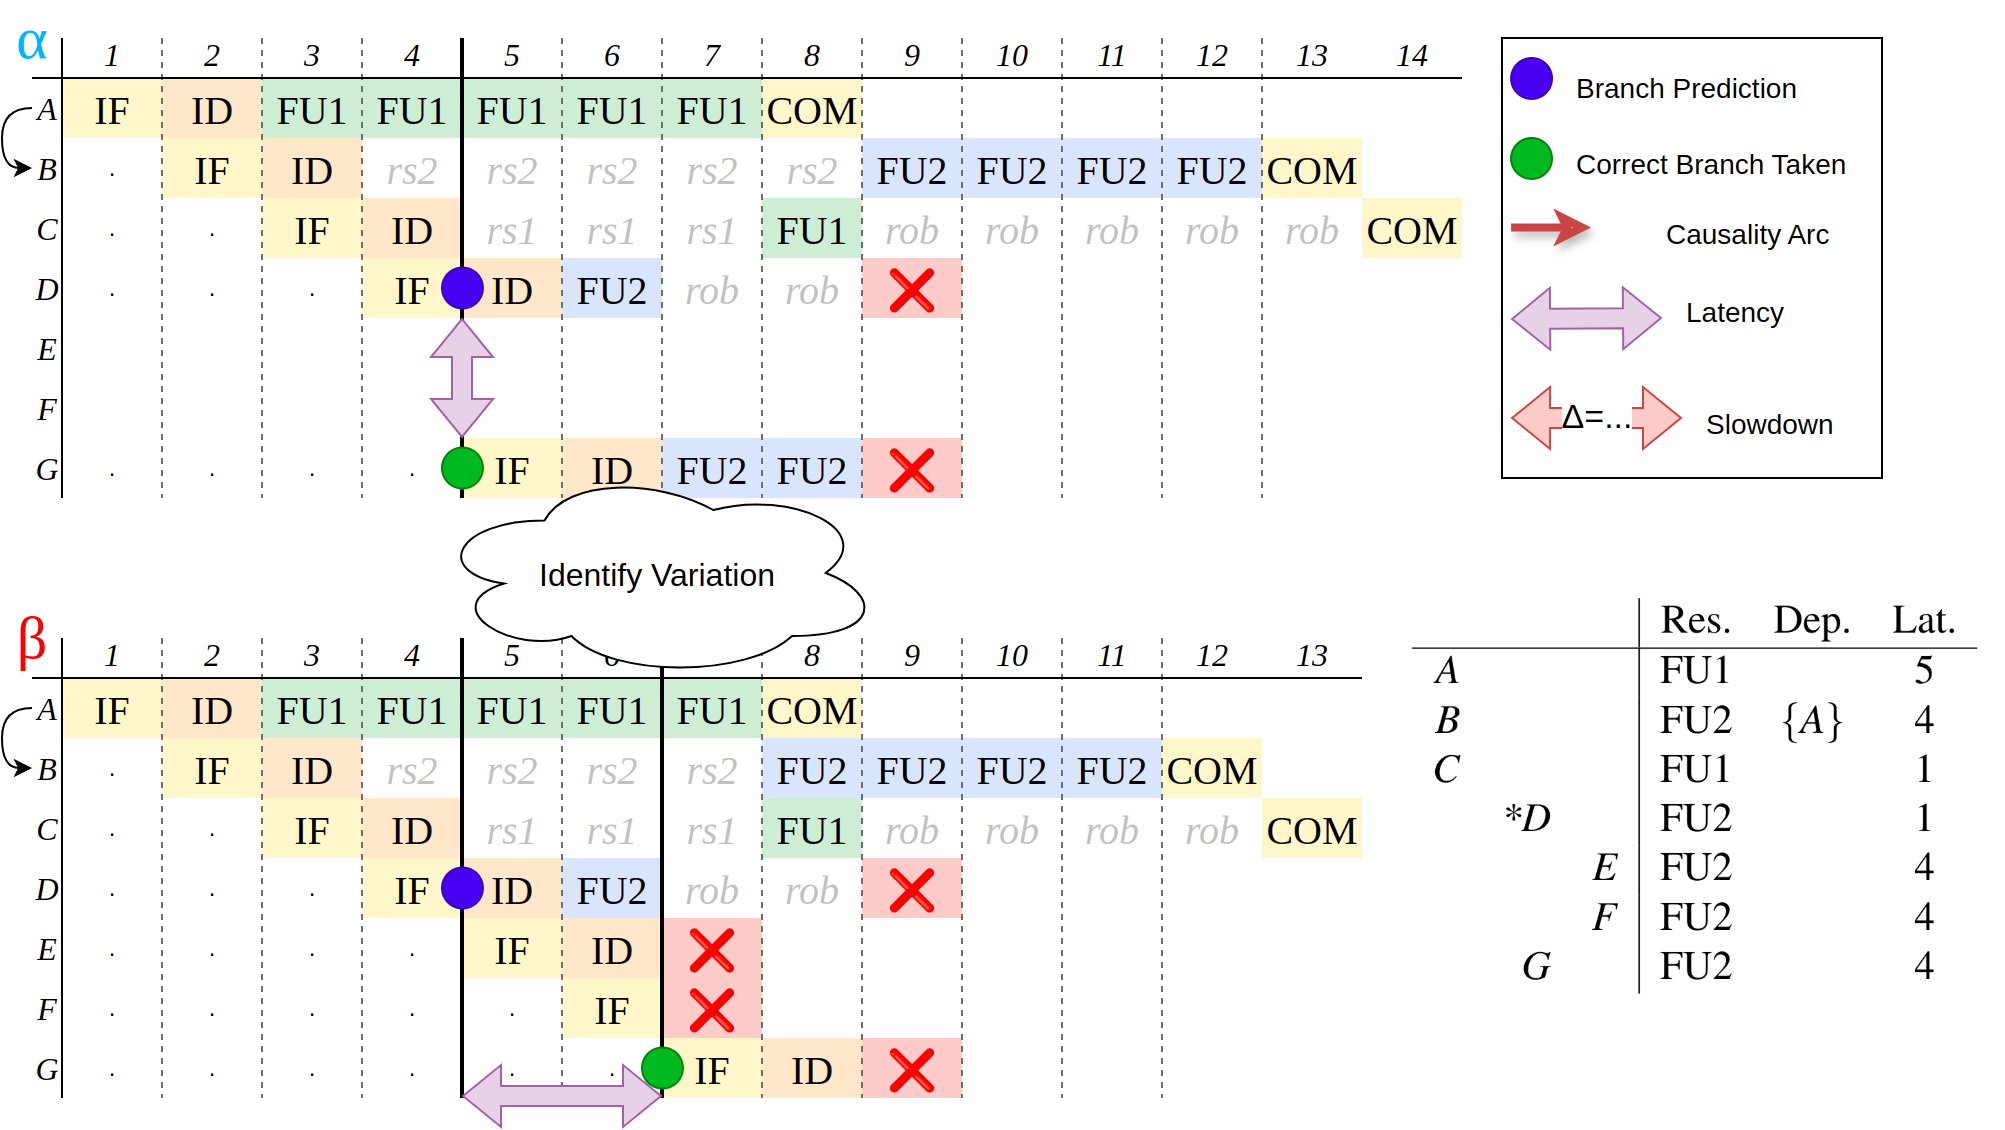 α
1 2 3 4 5 6 7 8 9 10 11 12 13 14
A IF ID FU1 FU1 FU1 FU1 FU1 COM
B . IF ID rs2 rs2 rs2 rs2 rs2 FU2 FU2 FU2 FU2 COM
C . . IF ID rs1 rs1 rs1 FU1 rob rob rob rob rob COM
D . . . IF ID FU2 rob rob
E
F
G . . . . IF ID FU2 FU2
Branch Prediction
Correct Branch Taken
Causality Arc
Latency
Δ=... Slowdown
Identify Variation
β
1 2 3 4 5 8 9 10 11 12 13
A IF ID FU1 FU1 FU1 FU1 FU1 COM
B . IF ID rs2 rs2 rs2 rs2 FU2 FU2 FU2 FU2 COM
C . . IF ID rs1 rs1 rs1 FU1 rob rob rob rob COM
D . . . IF ID FU2 rob rob
E . . . . IF ID
F . . . . . IF
G . . . . . . IF ID
Res. Dep. Lat.
A FU1 5
B FU2 {A} 4
C FU1 1
*D FU2 1
E FU2 4
F FU2 4
G FU2 4